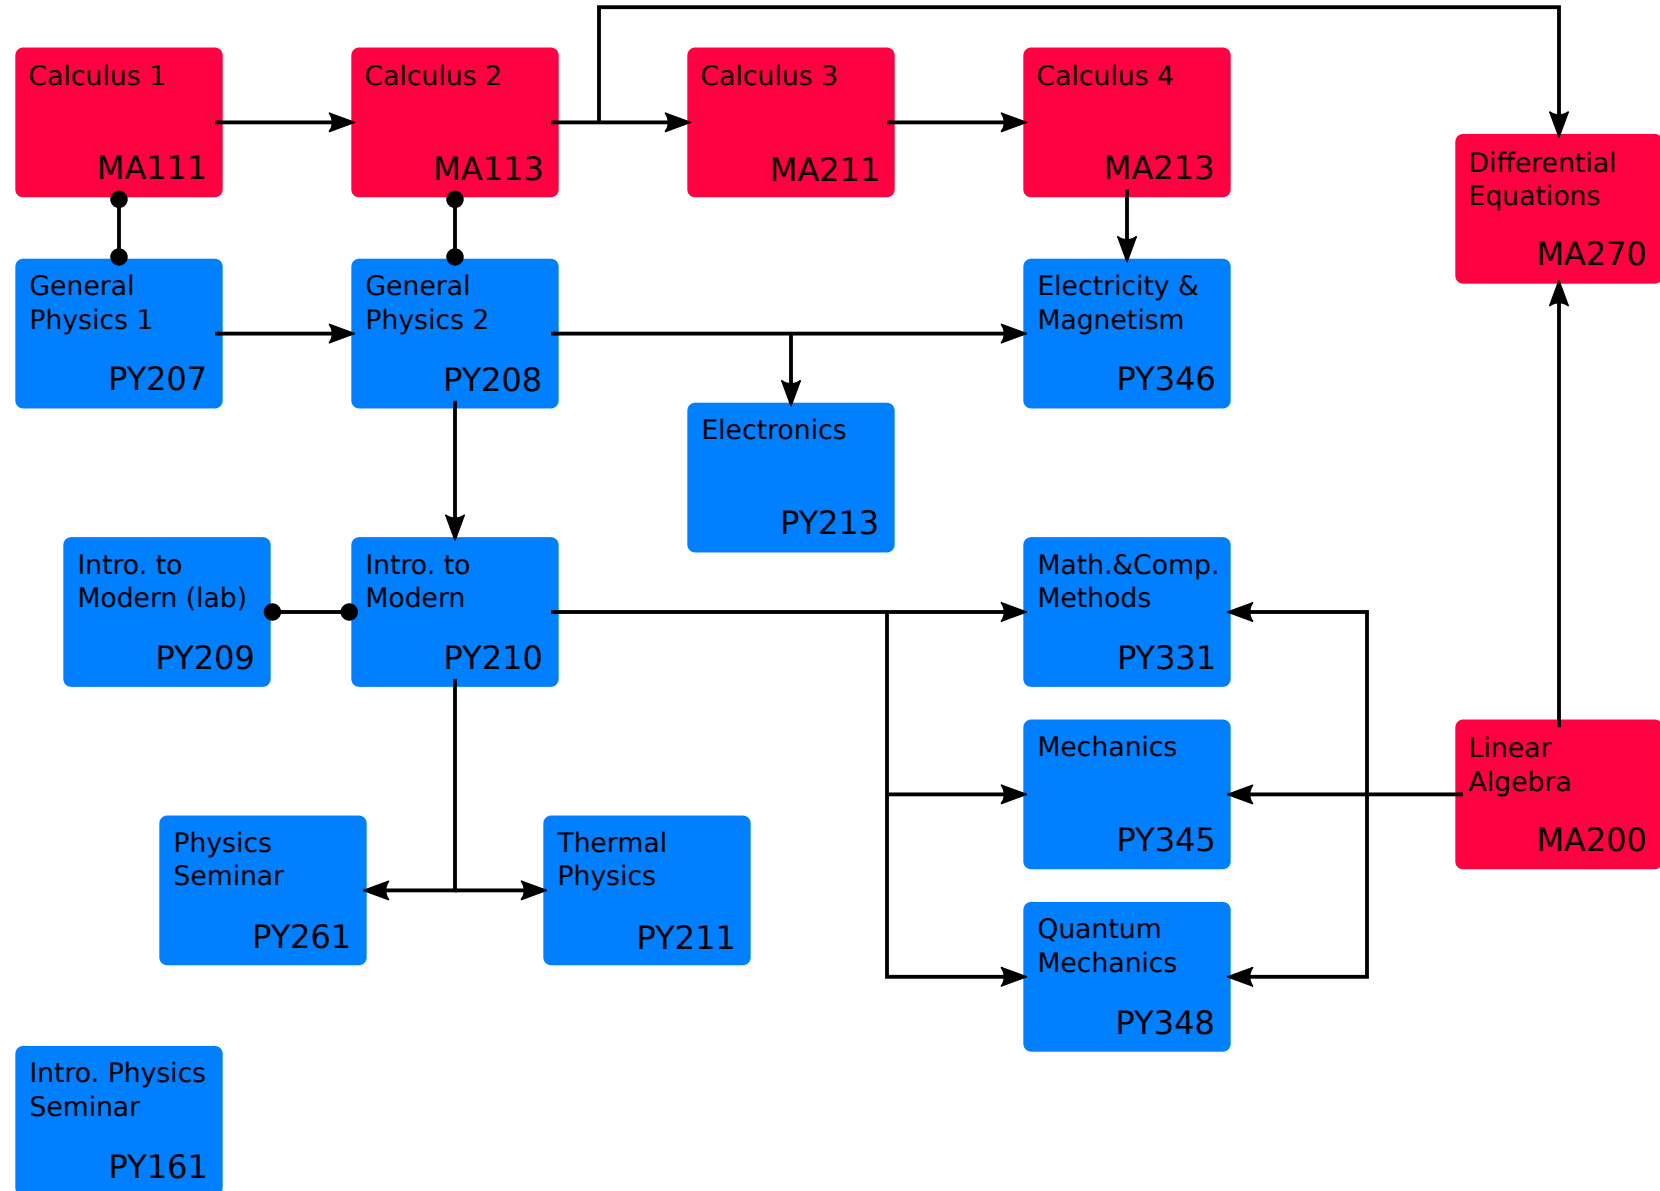 Calculus 1
MA111
Calculus 2
MA113
Calculus 3
MA211
Calculus 4
MA213
Differential
Equations
MA270
General
Physics 1
PY207
General
Physics 2
PY208
Electricity &
Magnetism
PY346
Electronics
PY213
Intro. to
Modern (lab)
PY209
Intro. to
Modern
PY210
Math.&Comp.
Methods
PY331
Mechanics
PY345
Linear
Algebra
MA200
Physics
Seminar
PY261
Thermal
Physics
PY211
Quantum
Mechanics
PY348
Intro. Physics
Seminar
PY161